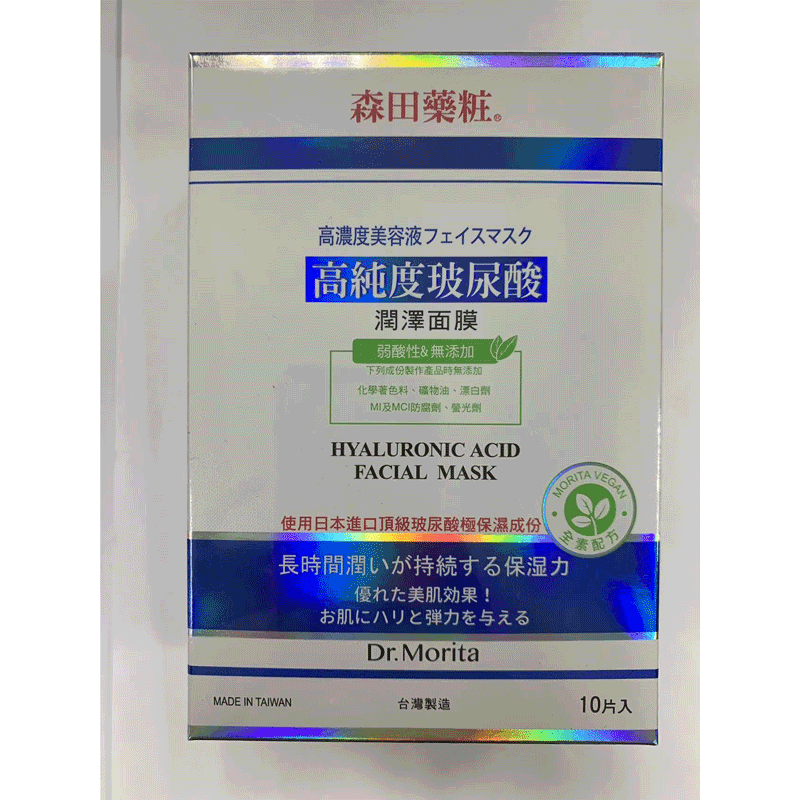 森田藥粧®
高濃度美容液フェイスマスク
高純度玻尿酸
潤澤面膜
弱酸性&無添加
下列成份製作產品時無添加
化學著色料、礦物油、漂白劑
MI及MCI防腐劑、螢光劑
HYALURONIC ACID
FACIAL MASK
MORITA VEGAN
全素配方
使用日本進口頂級玻尿酸極保濕成份
長時間潤いが持続する保湿力
優れた美肌効果！
お肌にハリと弾力を与える
Dr.Morita
MADE IN TAIWAN
台灣製造
10片入